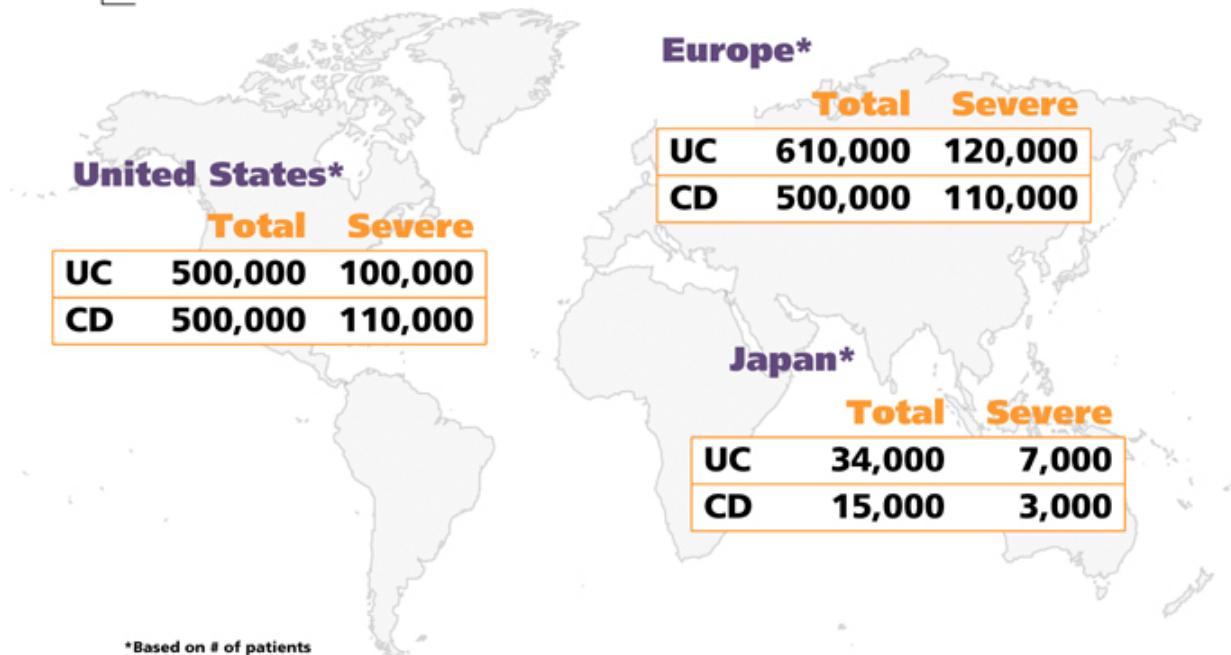 United States*
Total Severe
UC 500,000 100,000
CD 500,000 110,000
Europe*
Total Severe
UC 610,000 120,000
CD 500,000 110,000
Japan*
Total Severe
UC 34,000 7,000
CD 15,000 3,000
*Based on # of patients